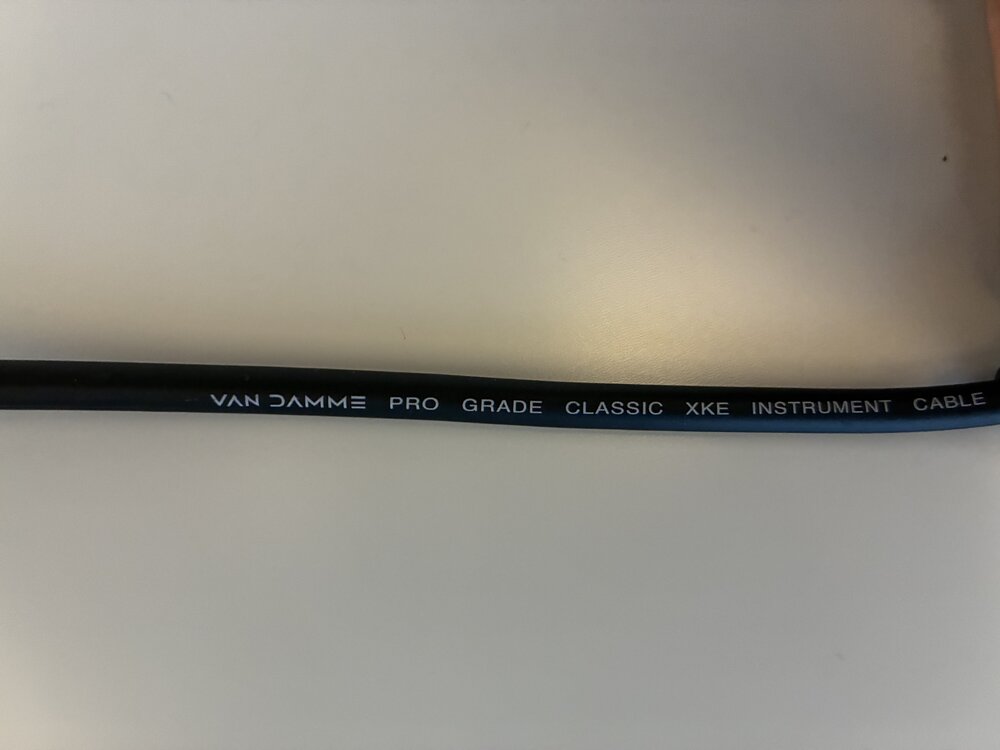 VAN DAMME PRO GRADE CLASSIC XKE INSTRUMENT CABLE